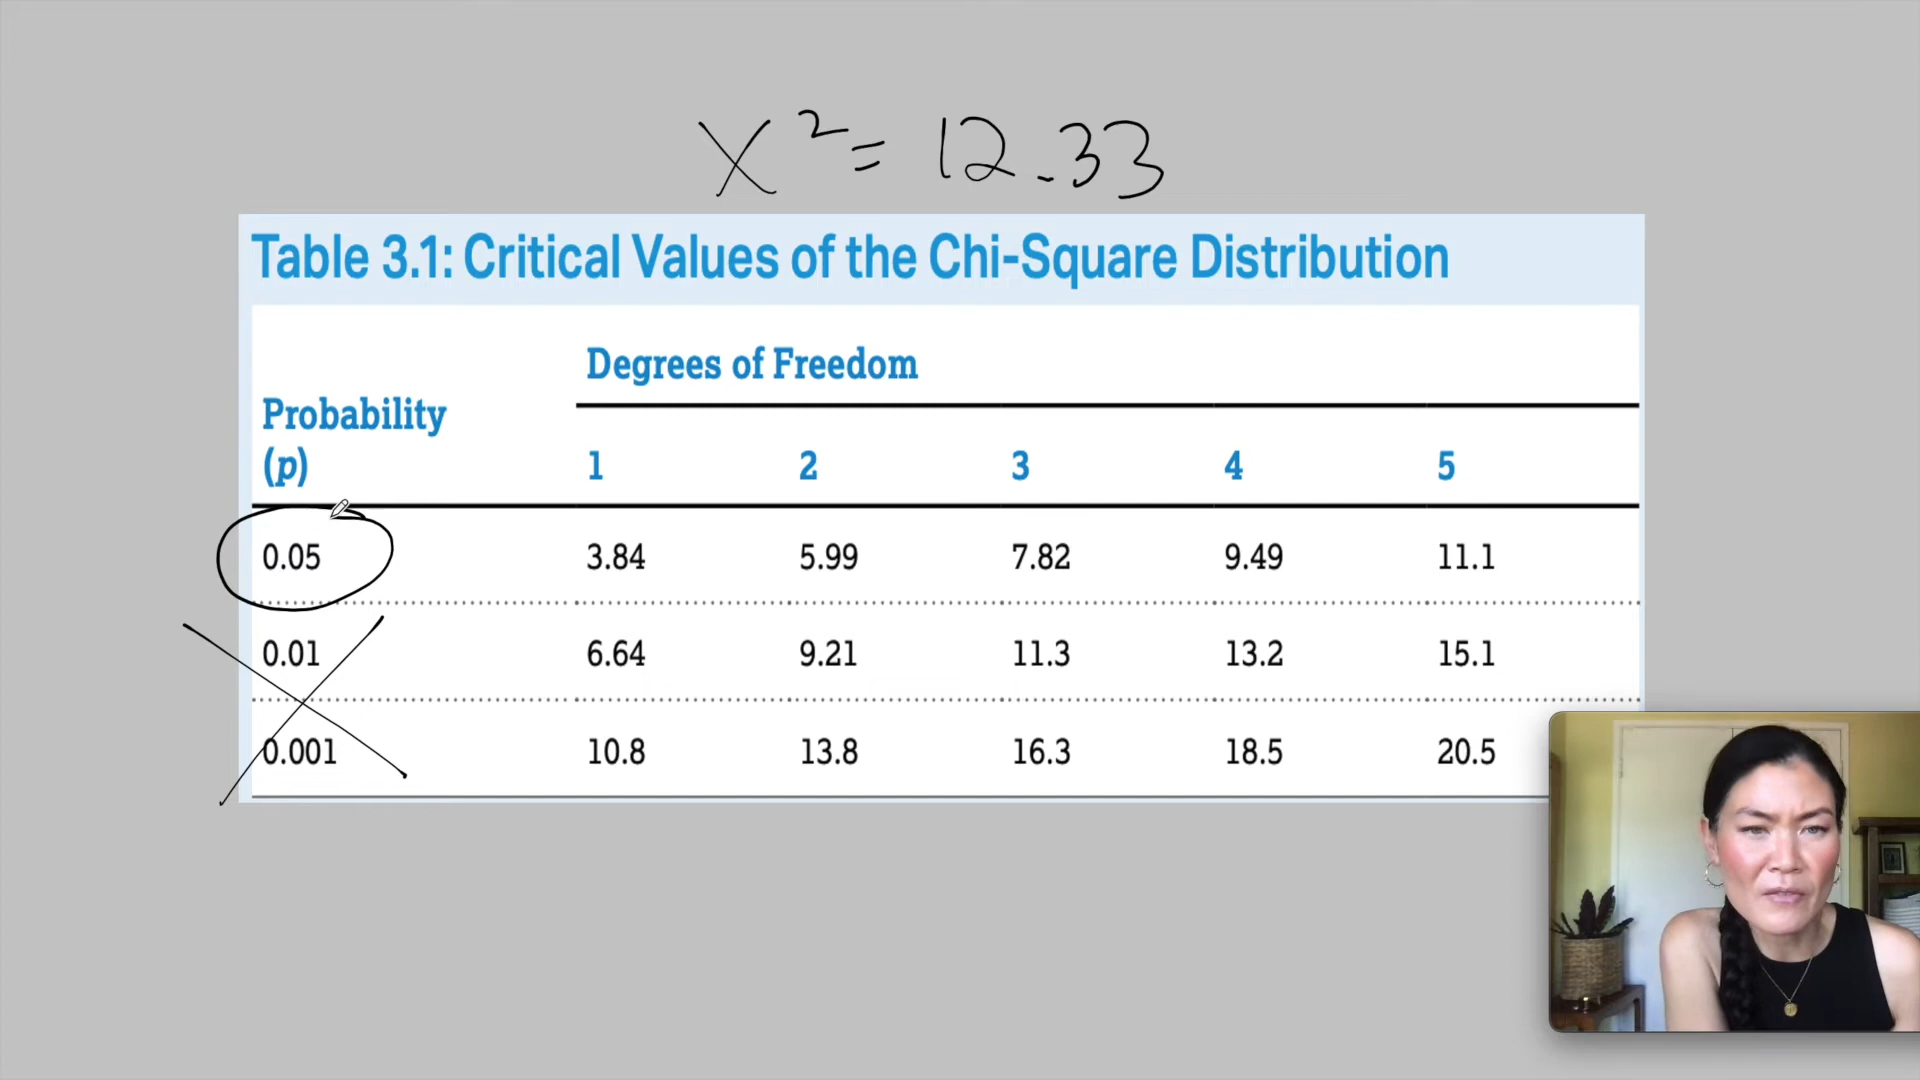 X² = 12.33
Table 3.1: Critical Values of the Chi-Square Distribution
Degrees of Freedom
Probability
(p) 1 2 3 4 5
0.05 3.84 5.99 7.82 9.49 11.1
0.01 6.64 9.21 11.3 13.2 15.1
0.001 10.8 13.8 16.3 18.5 20.5